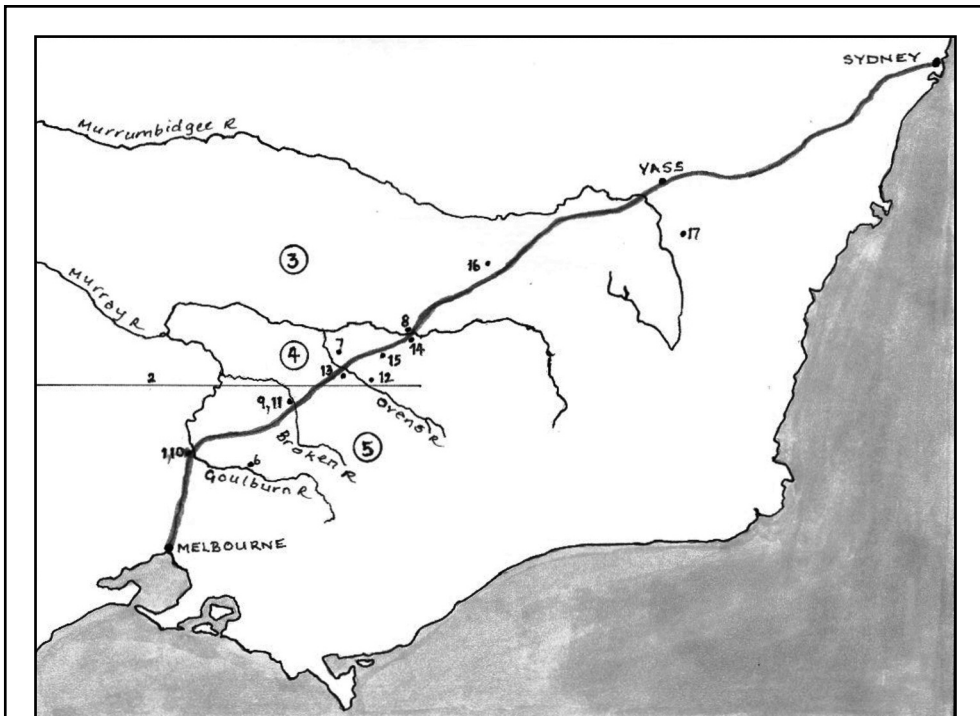 SYDNEY
Murrumbidgee R
YASS
17
3
16
Murray R
8
14
4
7
15
13
12
2
9,11
Ovens R
Broken R
5
1,10
6
Goulburn R
MELBOURNE